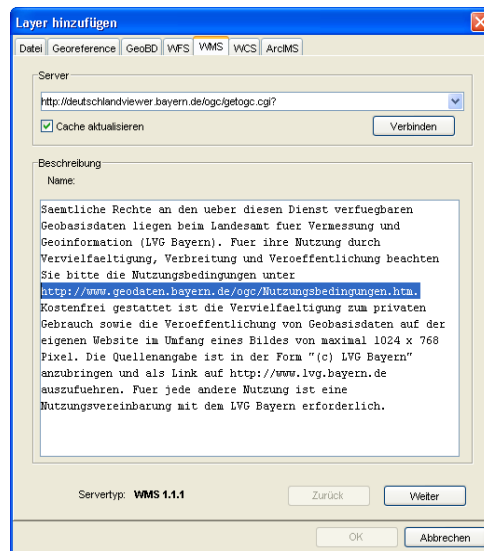 Layer hinzufügen
Datei Georeference GeoBD WFS WMS WCS ArcIMS
Server
http://deutschlandviewer.bayern.de/ogc/getogc.cgi?
Cache aktualisieren Verbinden
Beschreibung
Name:
Saemtliche Rechte an den ueber diesen Dienst verfuegbaren
Geobasisdaten liegen beim Landesamt fuer Vermessung und
Geoinformation (LVG Bayern). Fuer ihre Nutzung durch
Vervielfaeltigung, Verbreitung und Veroeffentlichung beachten
Sie bitte die Nutzungsbedingungen unter
http://www.geodaten.bayern.de/ogc/Nutzungsbedingungen.htm.
Kostenfrei gestattet ist die Vervielfaeltigung zum privaten
Gebrauch sowie die Veroeffentlichung von Geobasisdaten auf der
eigenen Website im Umfang eines Bildes von maximal 1024 x 768
Pixel. Die Quellenangabe ist in der Form "(c) LVG Bayern"
anzubringen und als Link auf http://www.lvg.bayern.de
auszufuehren. Fuer jede andere Nutzung ist eine
Nutzungsvereinbarung mit dem LVG Bayern erforderlich.
Servertyp: WMS 1.1.1 Zurück Weiter
OK Abbrechen